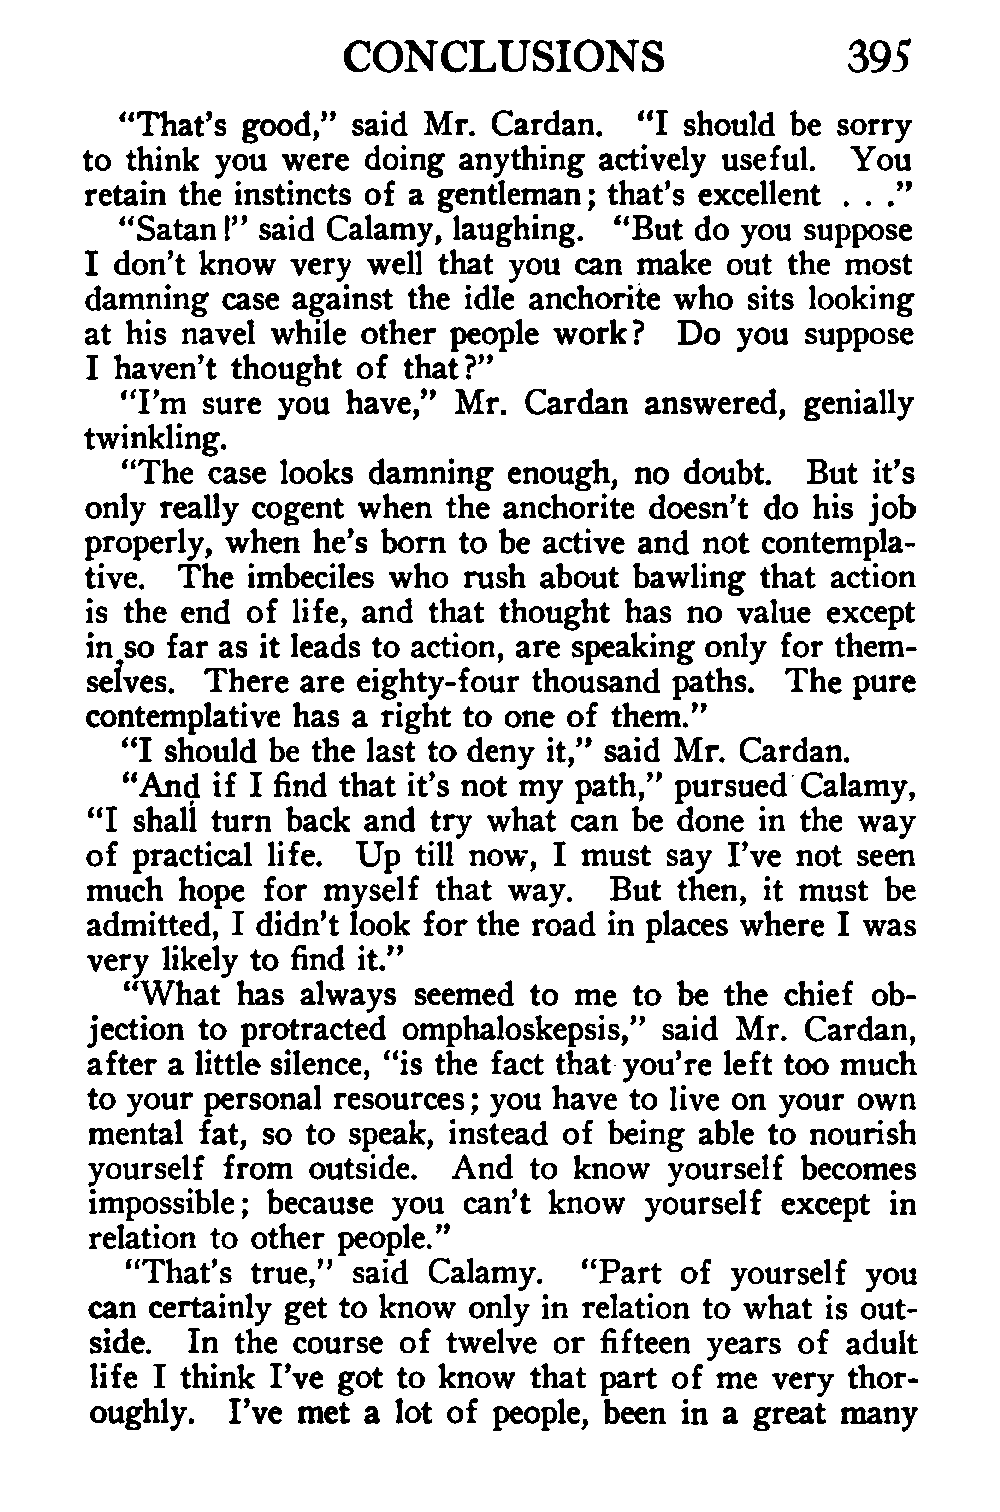 CONCLUSIONS 395
“That’s good,” said Mr. Cardan. “I should be sorry
to think you were doing anything actively useful. You
retain the instincts of a gentleman; that’s excellent . . .”
“Satan!” said Calamy, laughing. “But do you suppose
I don’t know very well that you can make out the most
damning case against the idle anchorite who sits looking
at his navel while other people work? Do you suppose
I haven’t thought of that?”
“I’m sure you have,” Mr. Cardan answered, genially
twinkling.
“The case looks damning enough, no doubt. But it’s
only really cogent when the anchorite doesn’t do his job
properly, when he’s born to be active and not contempla-
tive. The imbeciles who rush about bawling that action
is the end of life, and that thought has no value except
in so far as it leads to action, are speaking only for them-
selves. There are eighty-four thousand paths. The pure
contemplative has a right to one of them.”
“I should be the last to deny it,” said Mr. Cardan.
“And if I find that it’s not my path,” pursued Calamy,
“I shall turn back and try what can be done in the way
of practical life. Up till now, I must say I’ve not seen
much hope for myself that way. But then, it must be
admitted, I didn’t look for the road in places where I was
very likely to find it.”
“What has always seemed to me to be the chief ob-
jection to protracted omphaloskepsis,” said Mr. Cardan,
after a little silence, “is the fact that you’re left too much
to your personal resources; you have to live on your own
mental fat, so to speak, instead of being able to nourish
yourself from outside. And to know yourself becomes
impossible; because you can’t know yourself except in
relation to other people.”
“That’s true,” said Calamy. “Part of yourself you
can certainly get to know only in relation to what is out-
side. In the course of twelve or fifteen years of adult
life I think I’ve got to know that part of me very thor-
oughly. I’ve met a lot of people, been in a great many